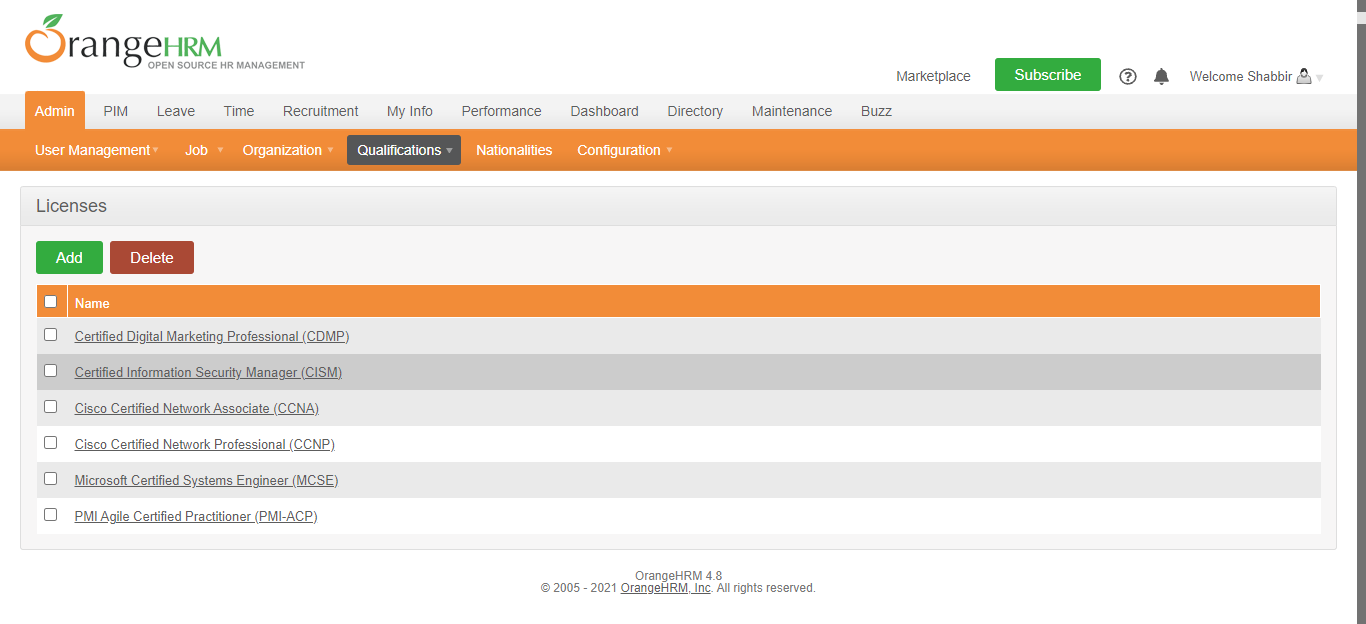 OrangeHRM
OPEN SOURCE HR MANAGEMENT
Marketplace Subscribe Welcome Shabbir
Admin PIM Leave Time Recruitment My Info Performance Dashboard Directory Maintenance Buzz
User Management Job Organization Qualifications Nationalities Configuration
Licenses
Add Delete
Name
Certified Digital Marketing Professional (CDMP)
Certified Information Security Manager (CISM)
Cisco Certified Network Associate (CCNA)
Cisco Certified Network Professional (CCNP)
Microsoft Certified Systems Engineer (MCSE)
PMI Agile Certified Practitioner (PMI-ACP)
OrangeHRM 4.8
© 2005 - 2021 OrangeHRM, Inc. All rights reserved.